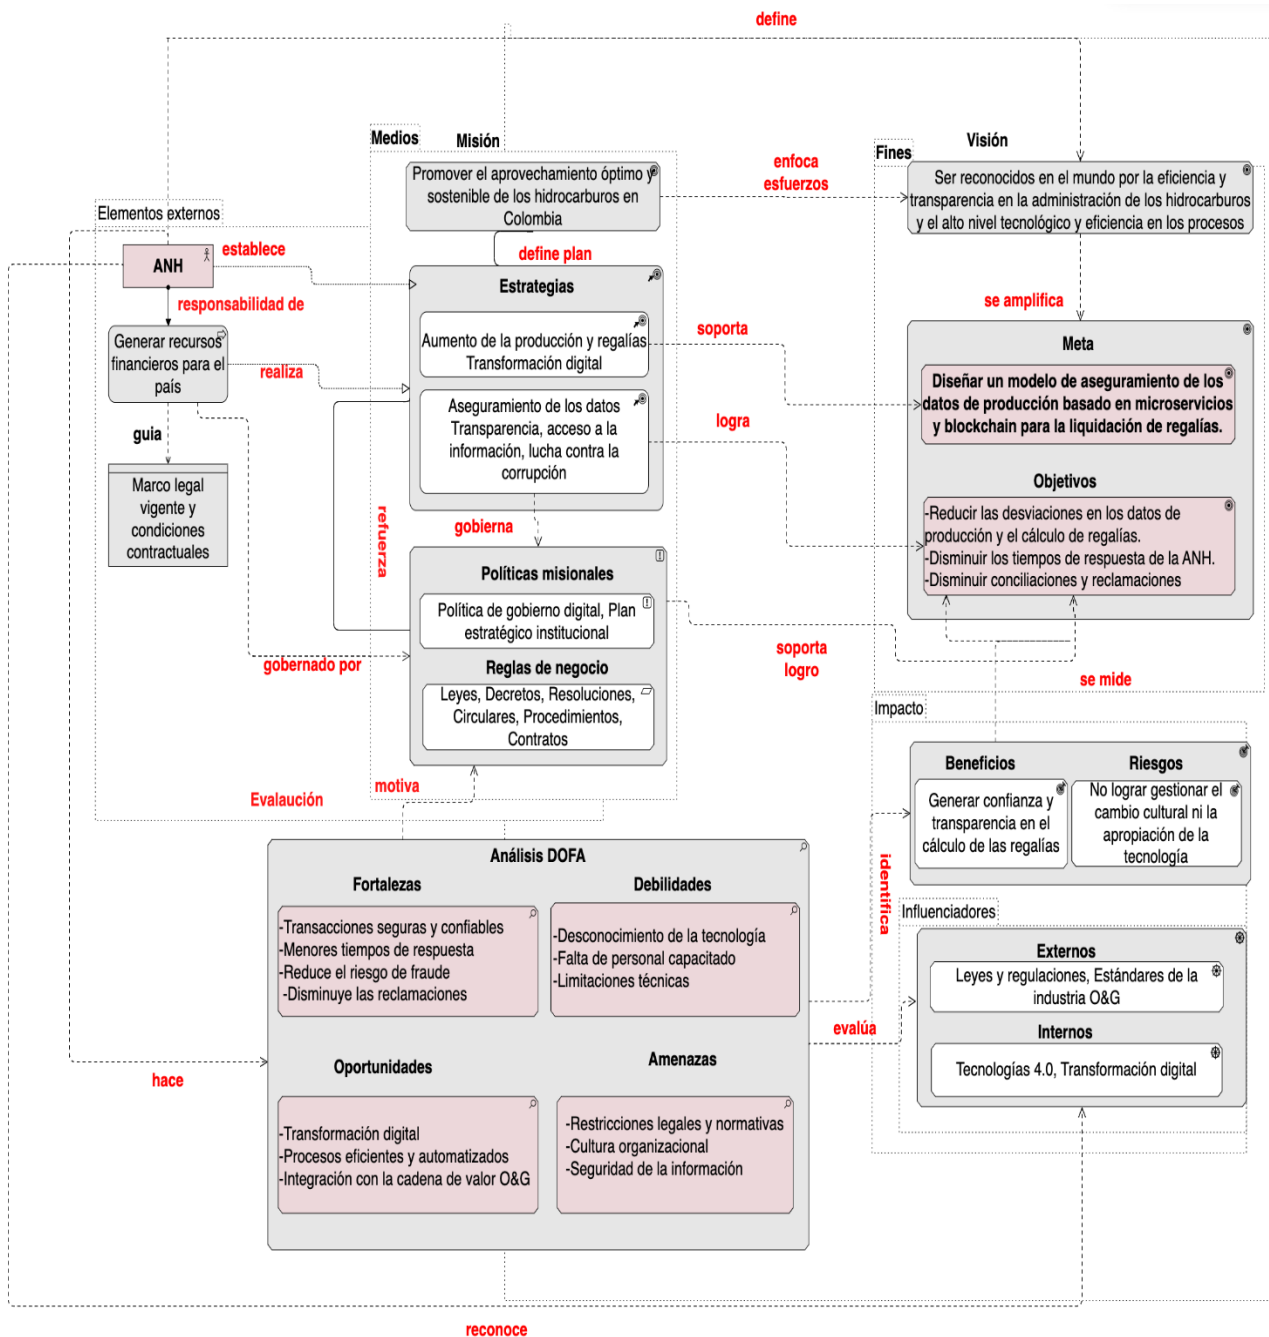 define
Medios
Misión
Promover el aprovechamiento óptimo y
sostenible de los hidrocarburos en
Colombia
enfoca
esfuerzos
Fines
Visión
Ser reconocidos en el mundo por la eficiencia y
transparencia en la administración de los hidrocarburos
y el alto nivel tecnológico y eficiencia en los procesos
Elementos externos
ANH
establece
define plan
responsabilidad de
Generar recursos
financieros para el
país
realiza
guia
Marco legal
vigente y
condiciones
contractuales
Estrategias
Aumento de la producción y regalías
Transformación digital
Aseguramiento de los datos
Transparencia, acceso a la
información, lucha contra la
corrupción
soporta
logra
se amplifica
Meta
Diseñar un modelo de aseguramiento de los
datos de producción basado en microservicios
y blockchain para la liquidación de regalías.
Objetivos
-Reducir las desviaciones en los datos de
producción y el cálculo de regalías.
-Disminuir los tiempos de respuesta de la ANH.
-Disminuir conciliaciones y reclamaciones
refuerza
gobierna
Políticas misionales
Política de gobierno digital, Plan
estratégico institucional
Reglas de negocio
Leyes, Decretos, Resoluciones,
Circulares, Procedimientos,
Contratos
gobernado por
soporta
logro
se mide
motiva
Evalaución
Impacto
Beneficios
Generar confianza y
transparencia en el
cálculo de las regalías
Riesgos
No lograr gestionar el
cambio cultural ni la
apropiación de la
tecnología
identifica
Análisis DOFA
Fortalezas
-Transacciones seguras y confiables
-Menores tiempos de respuesta
-Reduce el riesgo de fraude
-Disminuye las reclamaciones
Debilidades
-Desconocimiento de la tecnología
-Falta de personal capacitado
-Limitaciones técnicas
Oportunidades
-Transformación digital
-Procesos eficientes y automatizados
-Integración con la cadena de valor O&G
Amenazas
-Restricciones legales y normativas
-Cultura organizacional
-Seguridad de la información
evalúa
Influenciadores
Externos
Leyes y regulaciones, Estándares de la
industria O&G
Internos
Tecnologías 4.0, Transformación digital
hace
reconoce